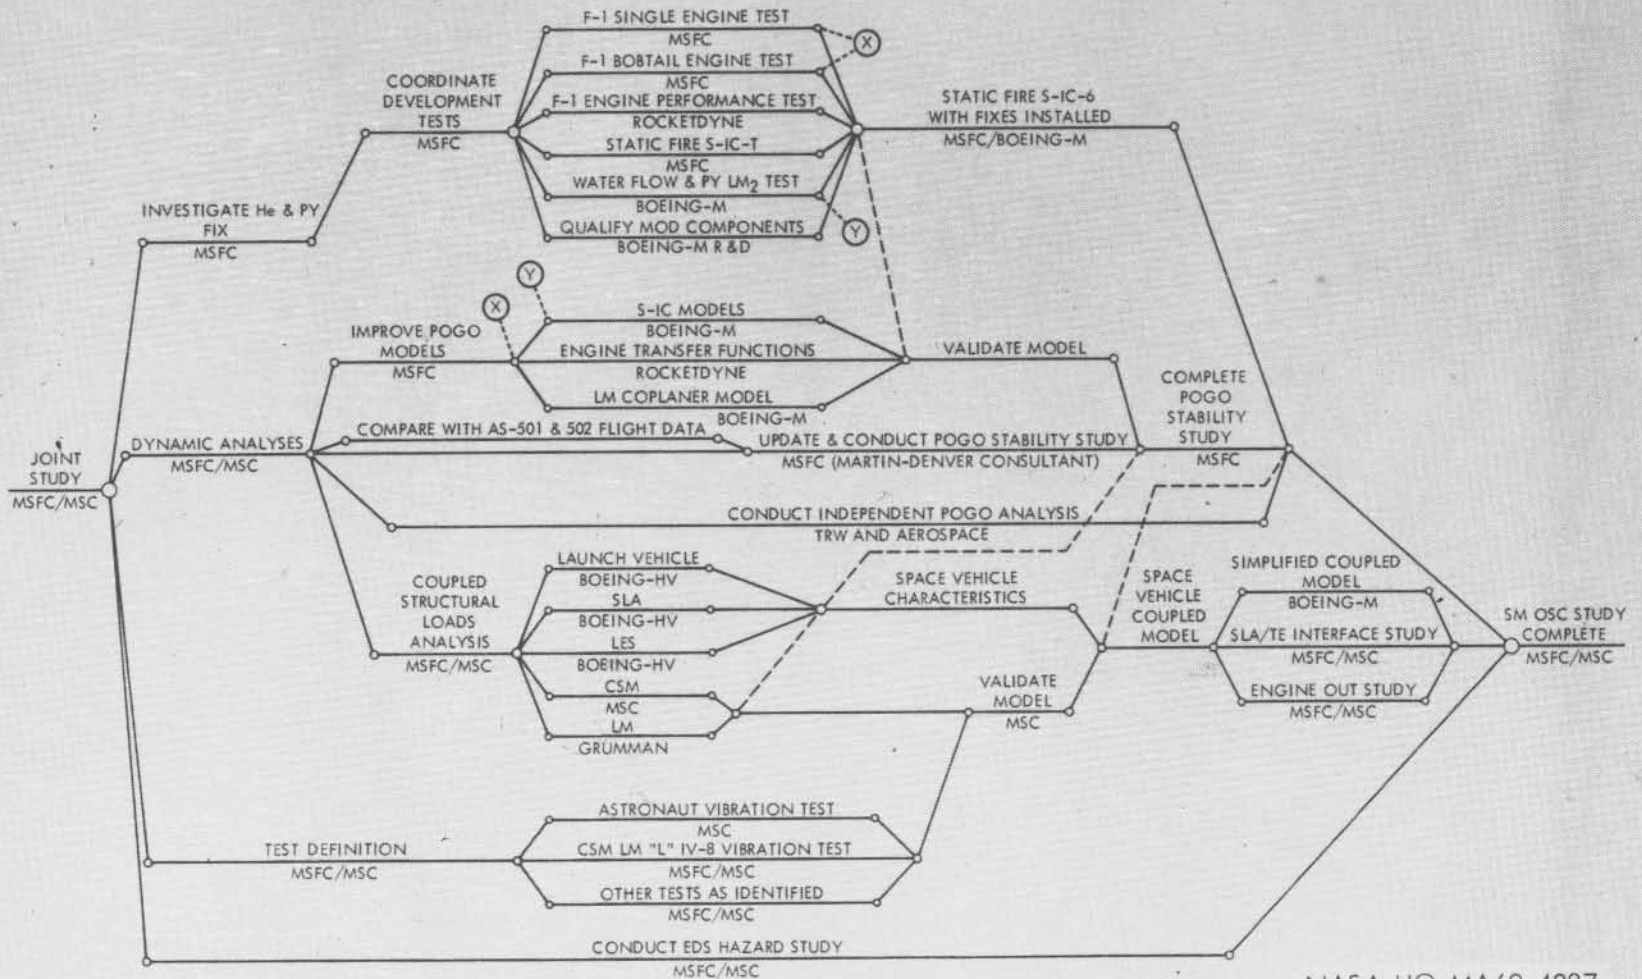 F-1 SINGLE ENGINE TEST
MSFC
X
F-1 BOBTAIL ENGINE TEST
MSFC
COORDINATE
DEVELOPMENT
TESTS
MSFC
F-1 ENGINE PERFORMANCE TEST
ROCKETDYNE
STATIC FIRE S-IC-6
WITH FIXES INSTALLED
MSFC/BOEING-M
STATIC FIRE S-IC-T
MSFC
WATER FLOW & PY LM2 TEST
BOEING-M
Y
QUALIFY MOD COMPONENTS
BOEING-M R & D
INVESTIGATE He & PY
FIX
MSFC
Y
X
S-IC MODELS
BOEING-M
IMPROVE POGO
MODELS
MSFC
ENGINE TRANSFER FUNCTIONS
ROCKETDYNE
VALIDATE MODEL
LM COPLANER MODEL
BOEING-M
COMPLETE
POGO
STABILITY
STUDY
MSFC
COMPARE WITH AS-501 & 502 FLIGHT DATA
DYNAMIC ANALYSES
MSFC/MSC
UPDATE & CONDUCT POGO STABILITY STUDY
MSFC (MARTIN-DENVER CONSULTANT)
JOINT
STUDY
MSFC/MSC
CONDUCT INDEPENDENT POGO ANALYSIS
TRW AND AEROSPACE
COUPLED
STRUCTURAL
LOADS
ANALYSIS
MSFC/MSC
LAUNCH VEHICLE
BOEING-HV
SLA
BOEING-HV
LES
BOEING-HV
CSM
MSC
LM
GRUMMAN
SPACE VEHICLE
CHARACTERISTICS
VALIDATE
MODEL
MSC
SPACE
VEHICLE
COUPLED
MODEL
SIMPLIFIED COUPLED
MODEL
BOEING-M
SLA/TE INTERFACE STUDY
MSFC/MSC
ENGINE OUT STUDY
MSFC/MSC
SM OSC STUDY
COMPLETE
MSFC/MSC
ASTRONAUT VIBRATION TEST
MSC
TEST DEFINITION
MSFC/MSC
CSM LM "L" IV-8 VIBRATION TEST
MSFC/MSC
OTHER TESTS AS IDENTIFIED
MSFC/MSC
CONDUCT EDS HAZARD STUDY
MSFC/MSC
NASA HQ